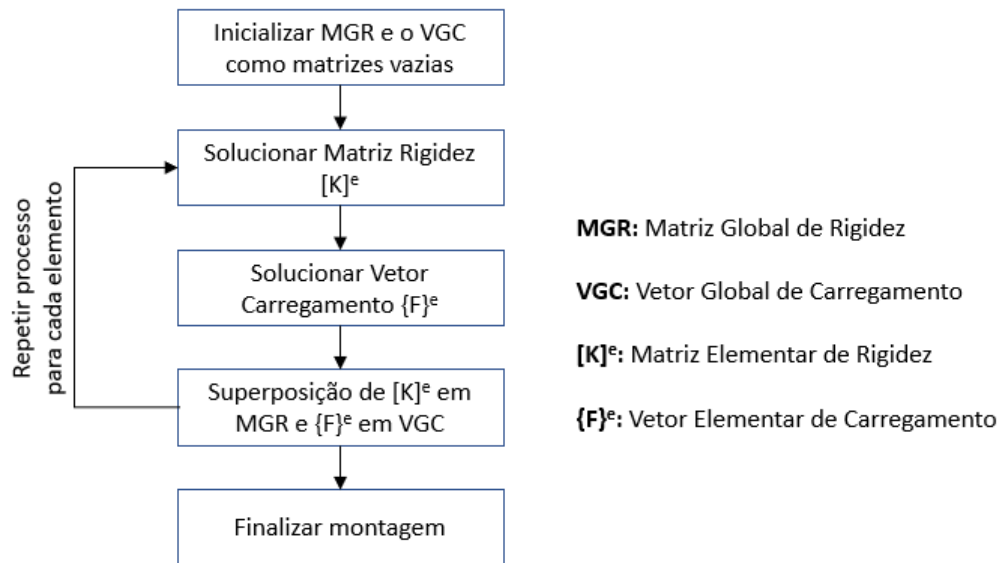 Inicializar MGR e o VGC
como matrizes vazias
Solucionar Matriz Rigidez
[K]ᵉ
Solucionar Vetor
Carregamento {F}ᵉ
Superposição de [K]ᵉ em
MGR e {F}ᵉ em VGC
Finalizar montagem
Repetir processo
para cada elemento
MGR: Matriz Global de Rigidez
VGC: Vetor Global de Carregamento
[K]ᵉ: Matriz Elementar de Rigidez
{F}ᵉ: Vetor Elementar de Carregamento